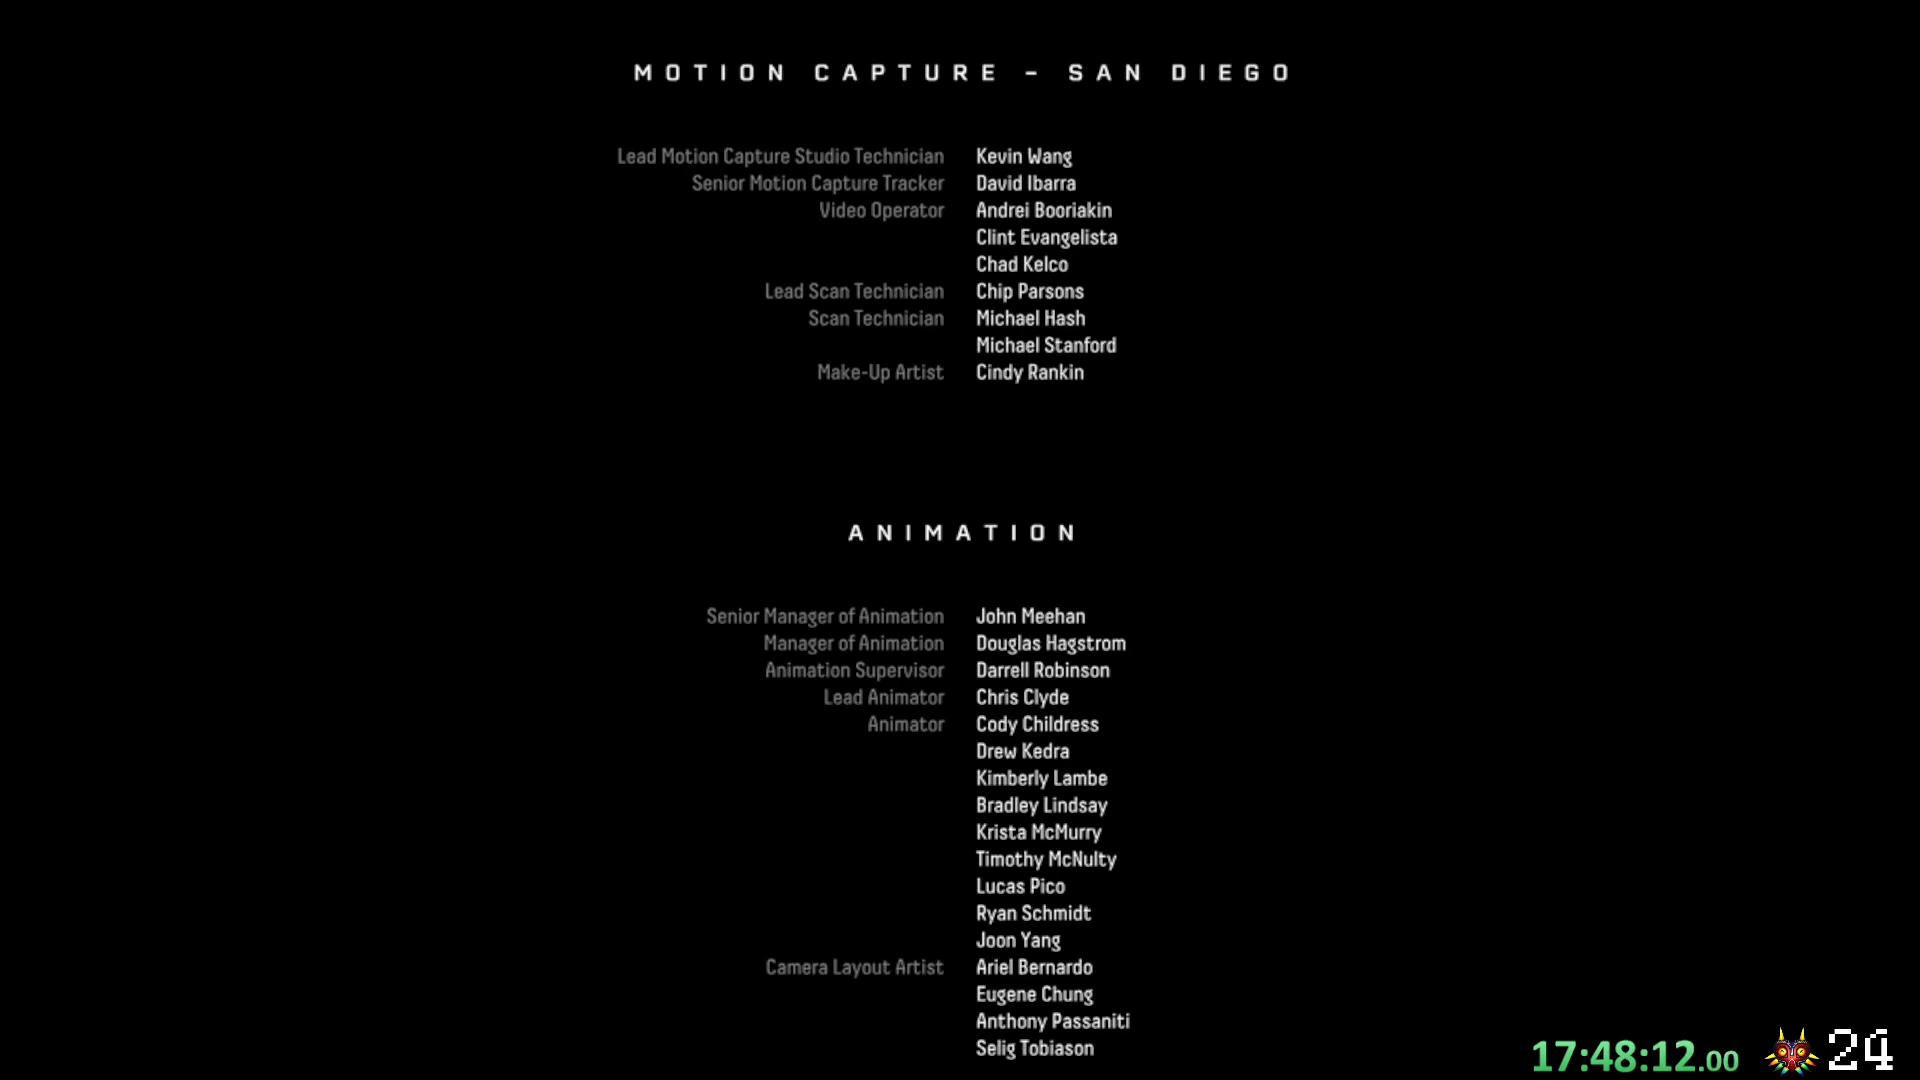 MOTION CAPTURE – SAN DIEGO
Lead Motion Capture Studio Technician Kevin Wang
Senior Motion Capture Tracker David Ibarra
Video Operator Andrei Booriakin
Clint Evangelista
Chad Kelco
Lead Scan Technician Chip Parsons
Scan Technician Michael Hash
Michael Stanford
Make-Up Artist Cindy Rankin
ANIMATION
Senior Manager of Animation John Meehan
Manager of Animation Douglas Hagstrom
Animation Supervisor Darrell Robinson
Lead Animator Chris Clyde
Animator Cody Childress
Drew Kedra
Kimberly Lambe
Bradley Lindsay
Krista McMurry
Timothy McNulty
Lucas Pico
Ryan Schmidt
Joon Yang
Camera Layout Artist Ariel Bernardo
Eugene Chung
Anthony Passaniti
Selig Tobiason
17:48:12.00 24